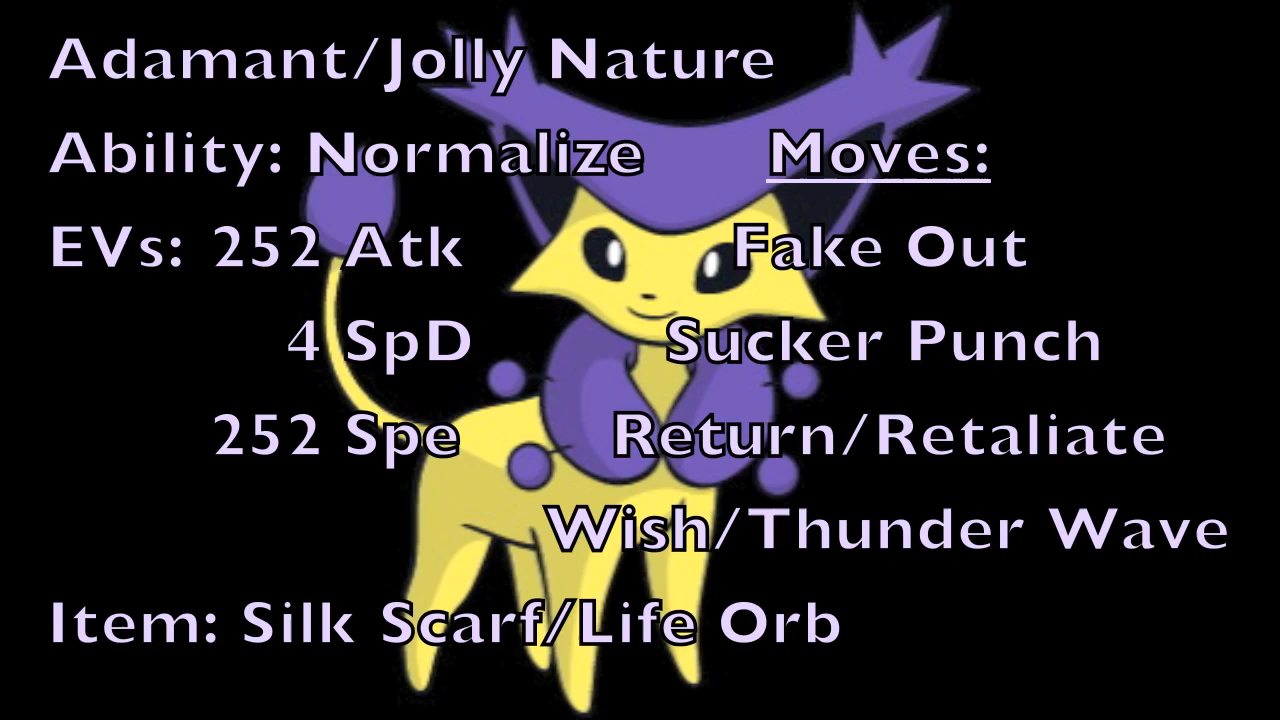 Adamant/Jolly Nature
Ability: Normalize
Moves:
EVs: 252 Atk
Fake Out
4 SpD
Sucker Punch
252 Spe
Return/Retaliate
Wish/Thunder Wave
Item: Silk Scarf/Life Orb